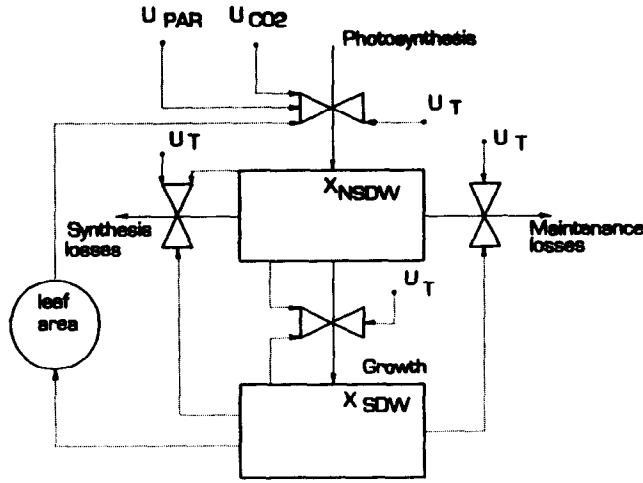 U PAR
U CO2
Photosynthesis
U T
U T
U T
X NSDW
Synthesis
losses
Maintenance
losses
leaf
area
U T
Growth
X SDW